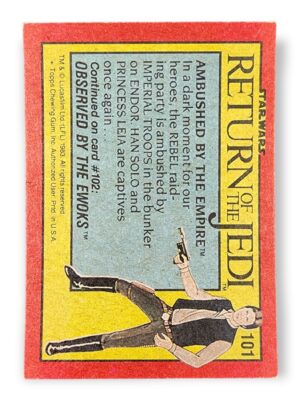 STAR WARS
RETURN OF
THE JEDI™
101
AMBUSHED BY THE EMPIRE™
In a dark moment for our
heroes, the REBEL raid-
ing party is ambushed by
IMPERIAL TROOPS in the bunker
on ENDOR. HAN SOLO and
PRINCESS LEIA are captives
once again . . .
Continued on card #102:
OBSERVED BY THE EWOKS™
TM & © Lucasfilm Ltd. (LFL) 1983. All rights reserved.
* Topps Chewing Gum, Inc. Authorized User. Print. in U.S.A.